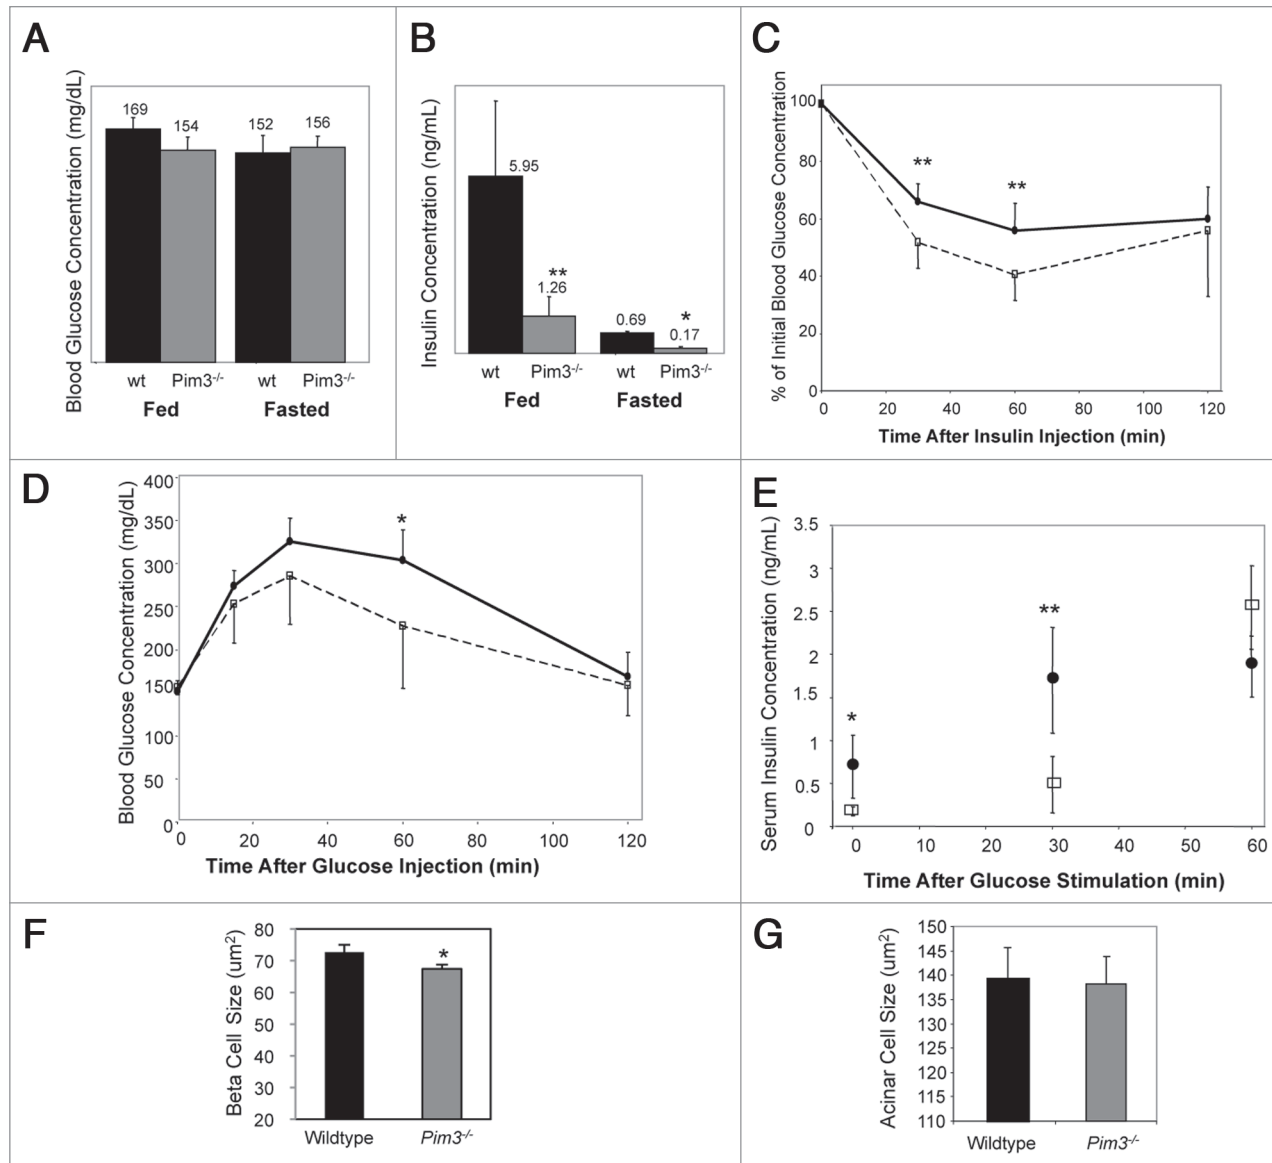 A
Blood Glucose Concentration (mg/dL)
169
154
152
156
wt Pim3-/- wt Pim3-/-
Fed Fasted
B
Insulin Concentration (ng/mL)
5.95
**
1.26
0.69
*
0.17
wt Pim3-/- wt Pim3-/-
Fed Fasted
C
% of Initial Blood Glucose Concentration
100
80
60
40
20
0
** **
0 20 40 60 80 100 120
Time After Insulin Injection (min)
D
Blood Glucose Concentration (mg/dL)
400
350
300
250
200
150
100
50
0
*
0 20 40 60 80 100 120
Time After Glucose Injection (min)
E
Serum Insulin Concentration (ng/mL)
3.5
3
2.5
2
1.5
1
0.5
0
*
**
0 10 20 30 40 50 60
Time After Glucose Stimulation (min)
F
Beta Cell Size (um2)
80
70
60
50
40
30
20
*
Wildtype Pim3-/-
G
Acinar Cell Size (um2)
150
145
140
135
130
125
120
115
110
Wildtype Pim3-/-